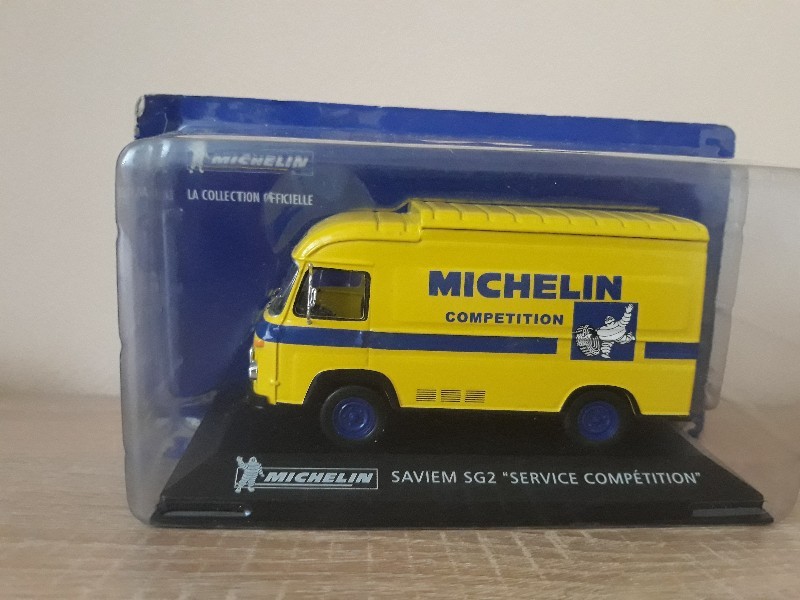 MICHELIN
LA COLLECTION OFFICIELLE
MICHELIN
COMPETITION
MICHELIN SAVIEM SG2 "SERVICE COMPÉTITION"